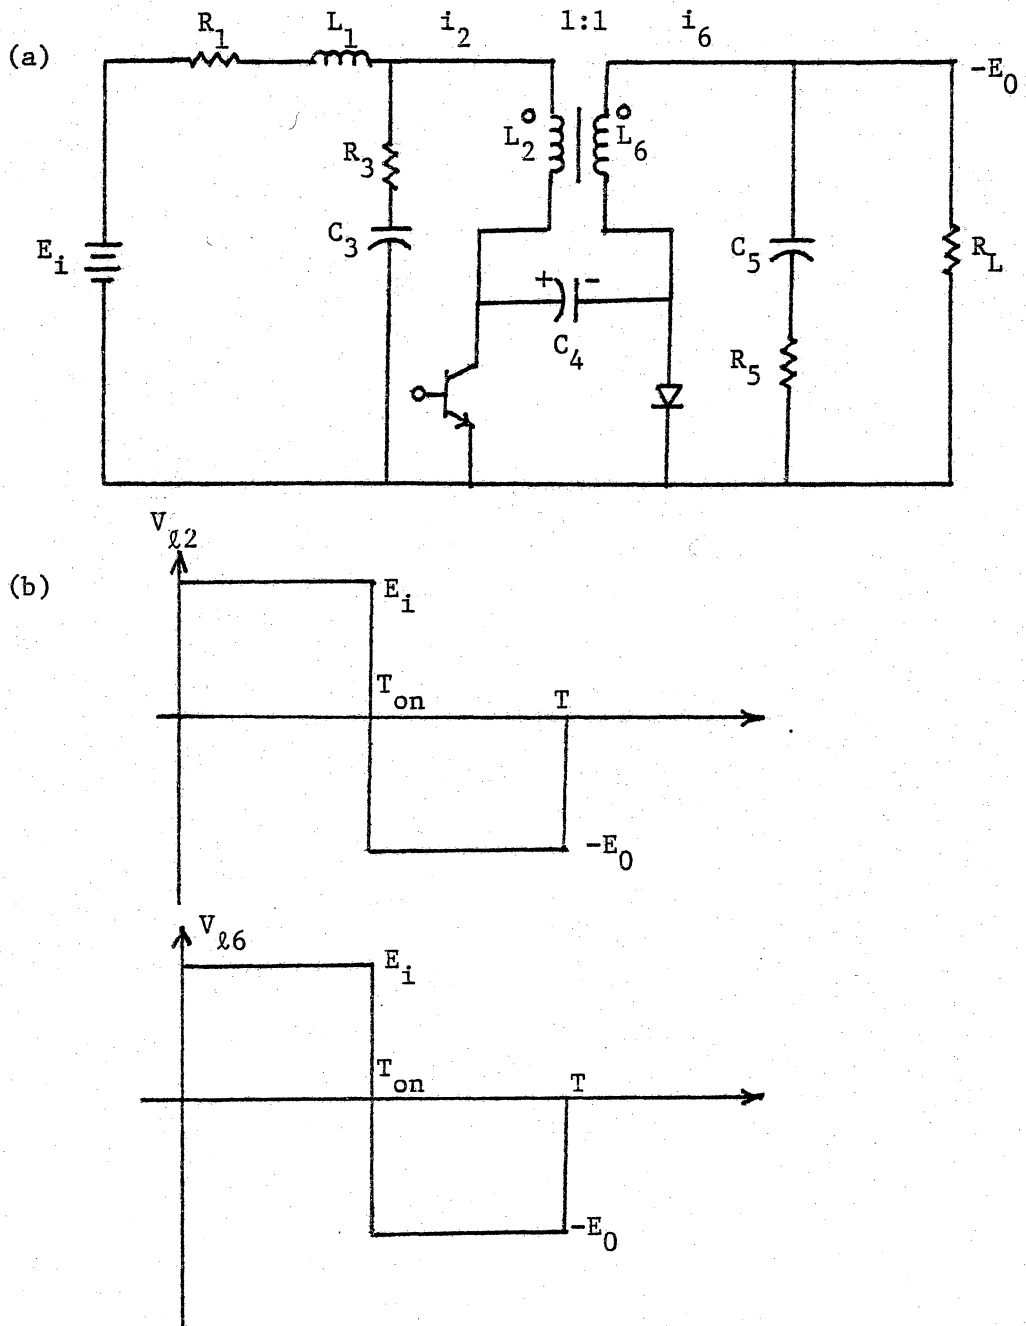 (a)
R1
L1
i2
1:1
i6
-E0
R3
L2
L6
C3
Ei
+ -
C4
C5
RL
R5
Vℓ2
(b)
Ei
Ton
T
-E0
Vℓ6
Ei
Ton
T
-E0